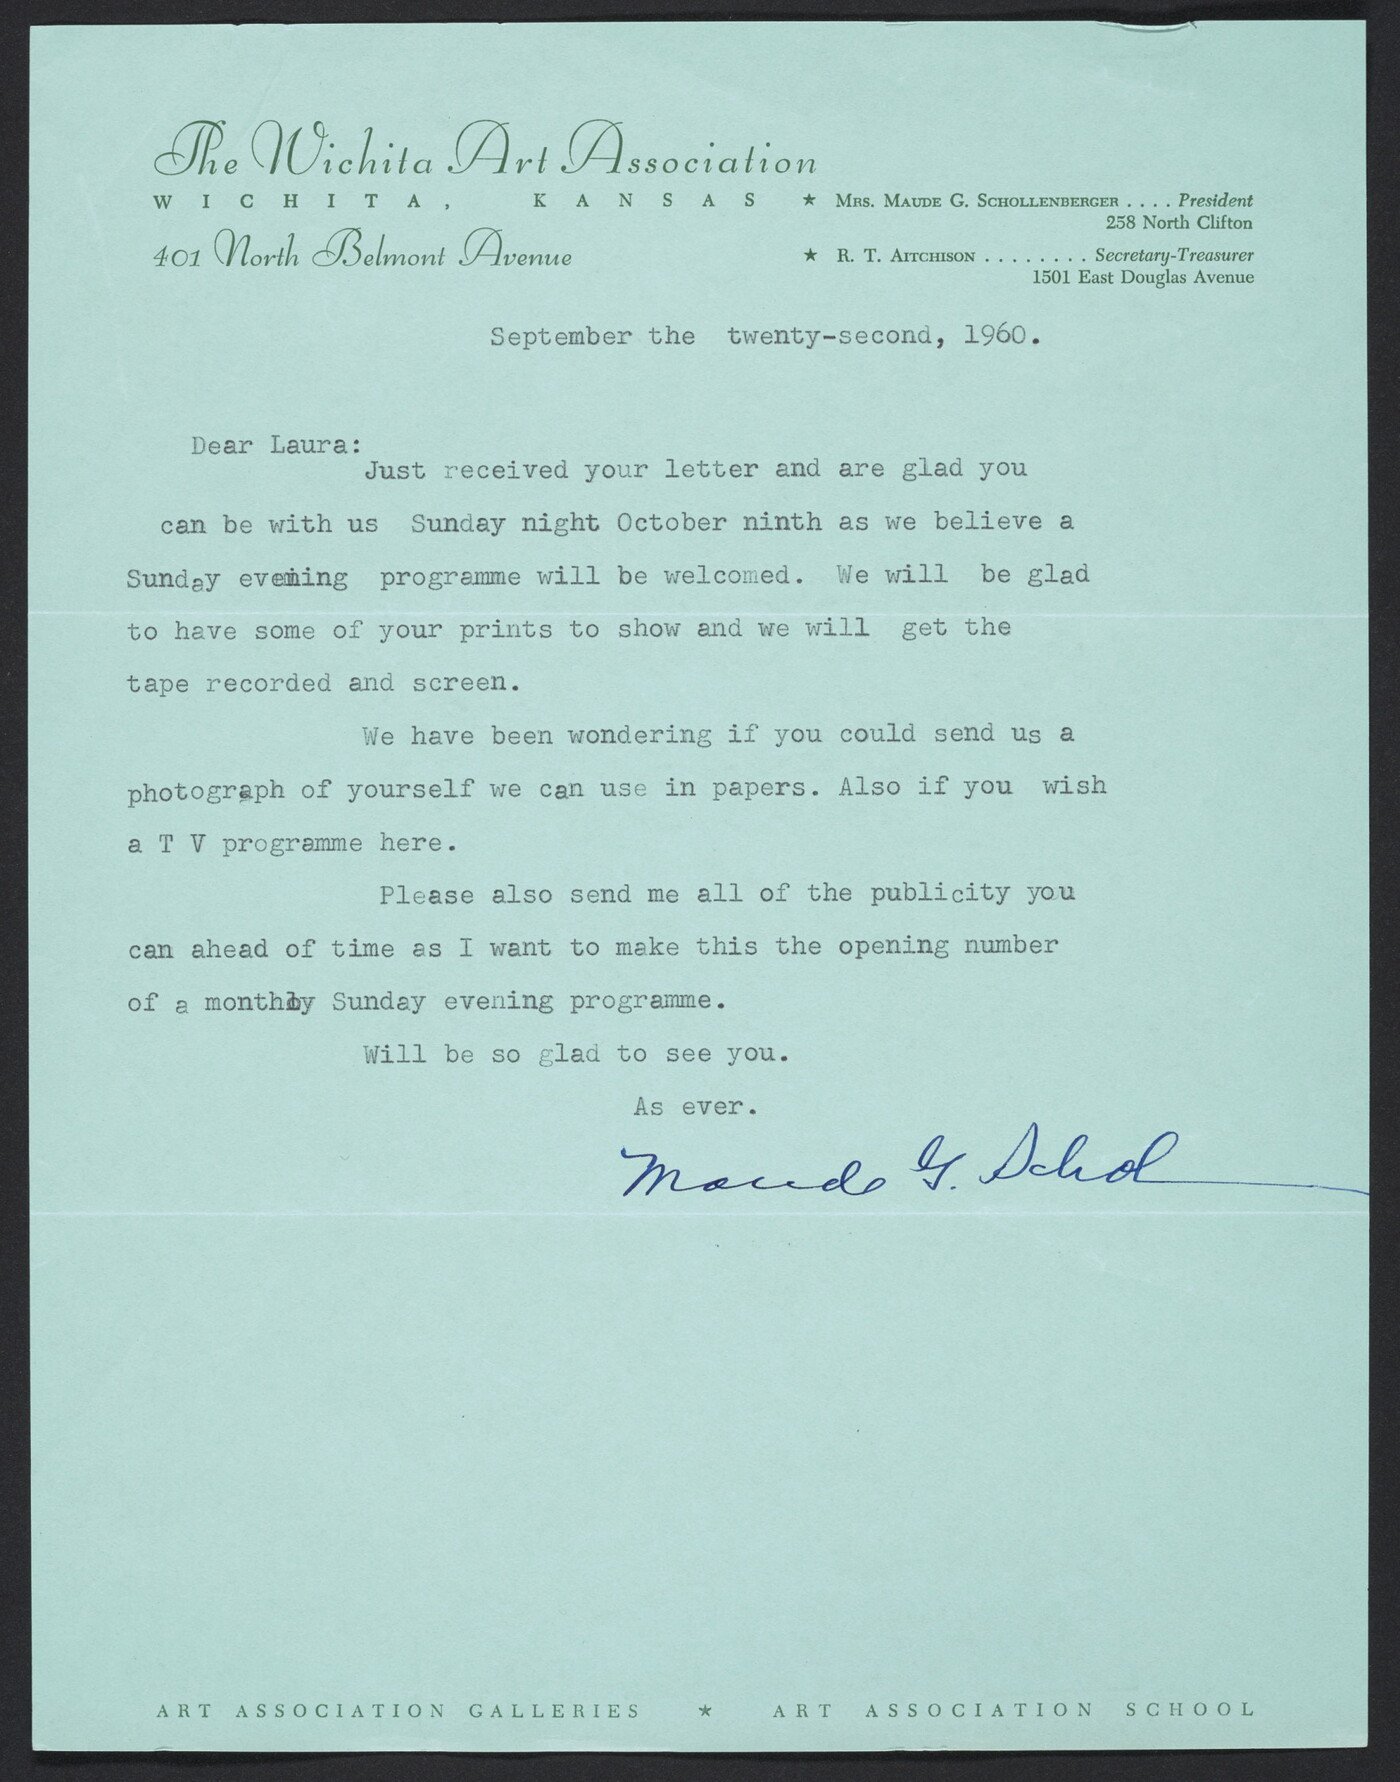 The Wichita Art Association
WICHITA, KANSAS ★ Mrs. Maude G. Schollenberger .... President
258 North Clifton
401 North Belmont Avenue ★ R. T. Aitchison ........ Secretary-Treasurer
1501 East Douglas Avenue
September the twenty-second, 1960.
Dear Laura:
Just received your letter and are glad you
can be with us Sunday night October ninth as we believe a
Sunday evening programme will be welcomed. We will be glad
to have some of your prints to show and we will get the
tape recorded and screen.
We have been wondering if you could send us a
photograph of yourself we can use in papers. Also if you wish
a T V programme here.
Please also send me all of the publicity you
can ahead of time as I want to make this the opening number
of a monthly Sunday evening programme.
Will be so glad to see you.
As ever.
Maude G. Schol
ART ASSOCIATION GALLERIES ★ ART ASSOCIATION SCHOOL